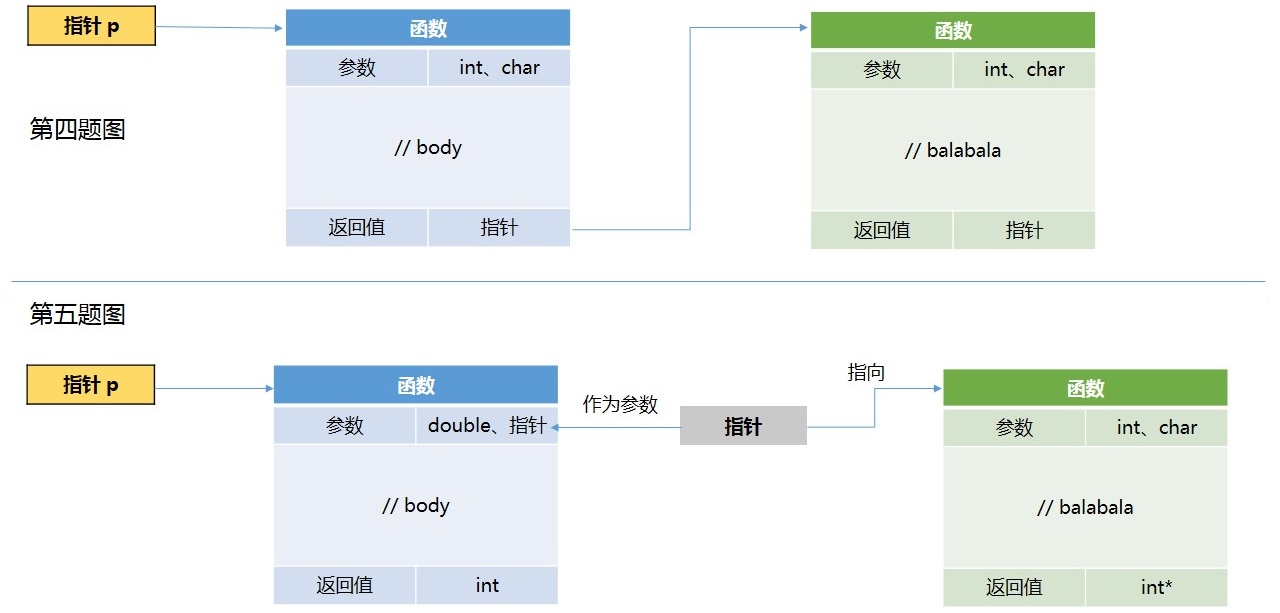 指针 p
函数
函数
参数
int、char
参数
int、char
第四题图
// body
// balabala
返回值
指针
返回值
指针
第五题图
指针 p
函数
作为参数
指向
函数
参数
double、指针
指针
参数
int、char
// body
// balabala
返回值
int
返回值
int*